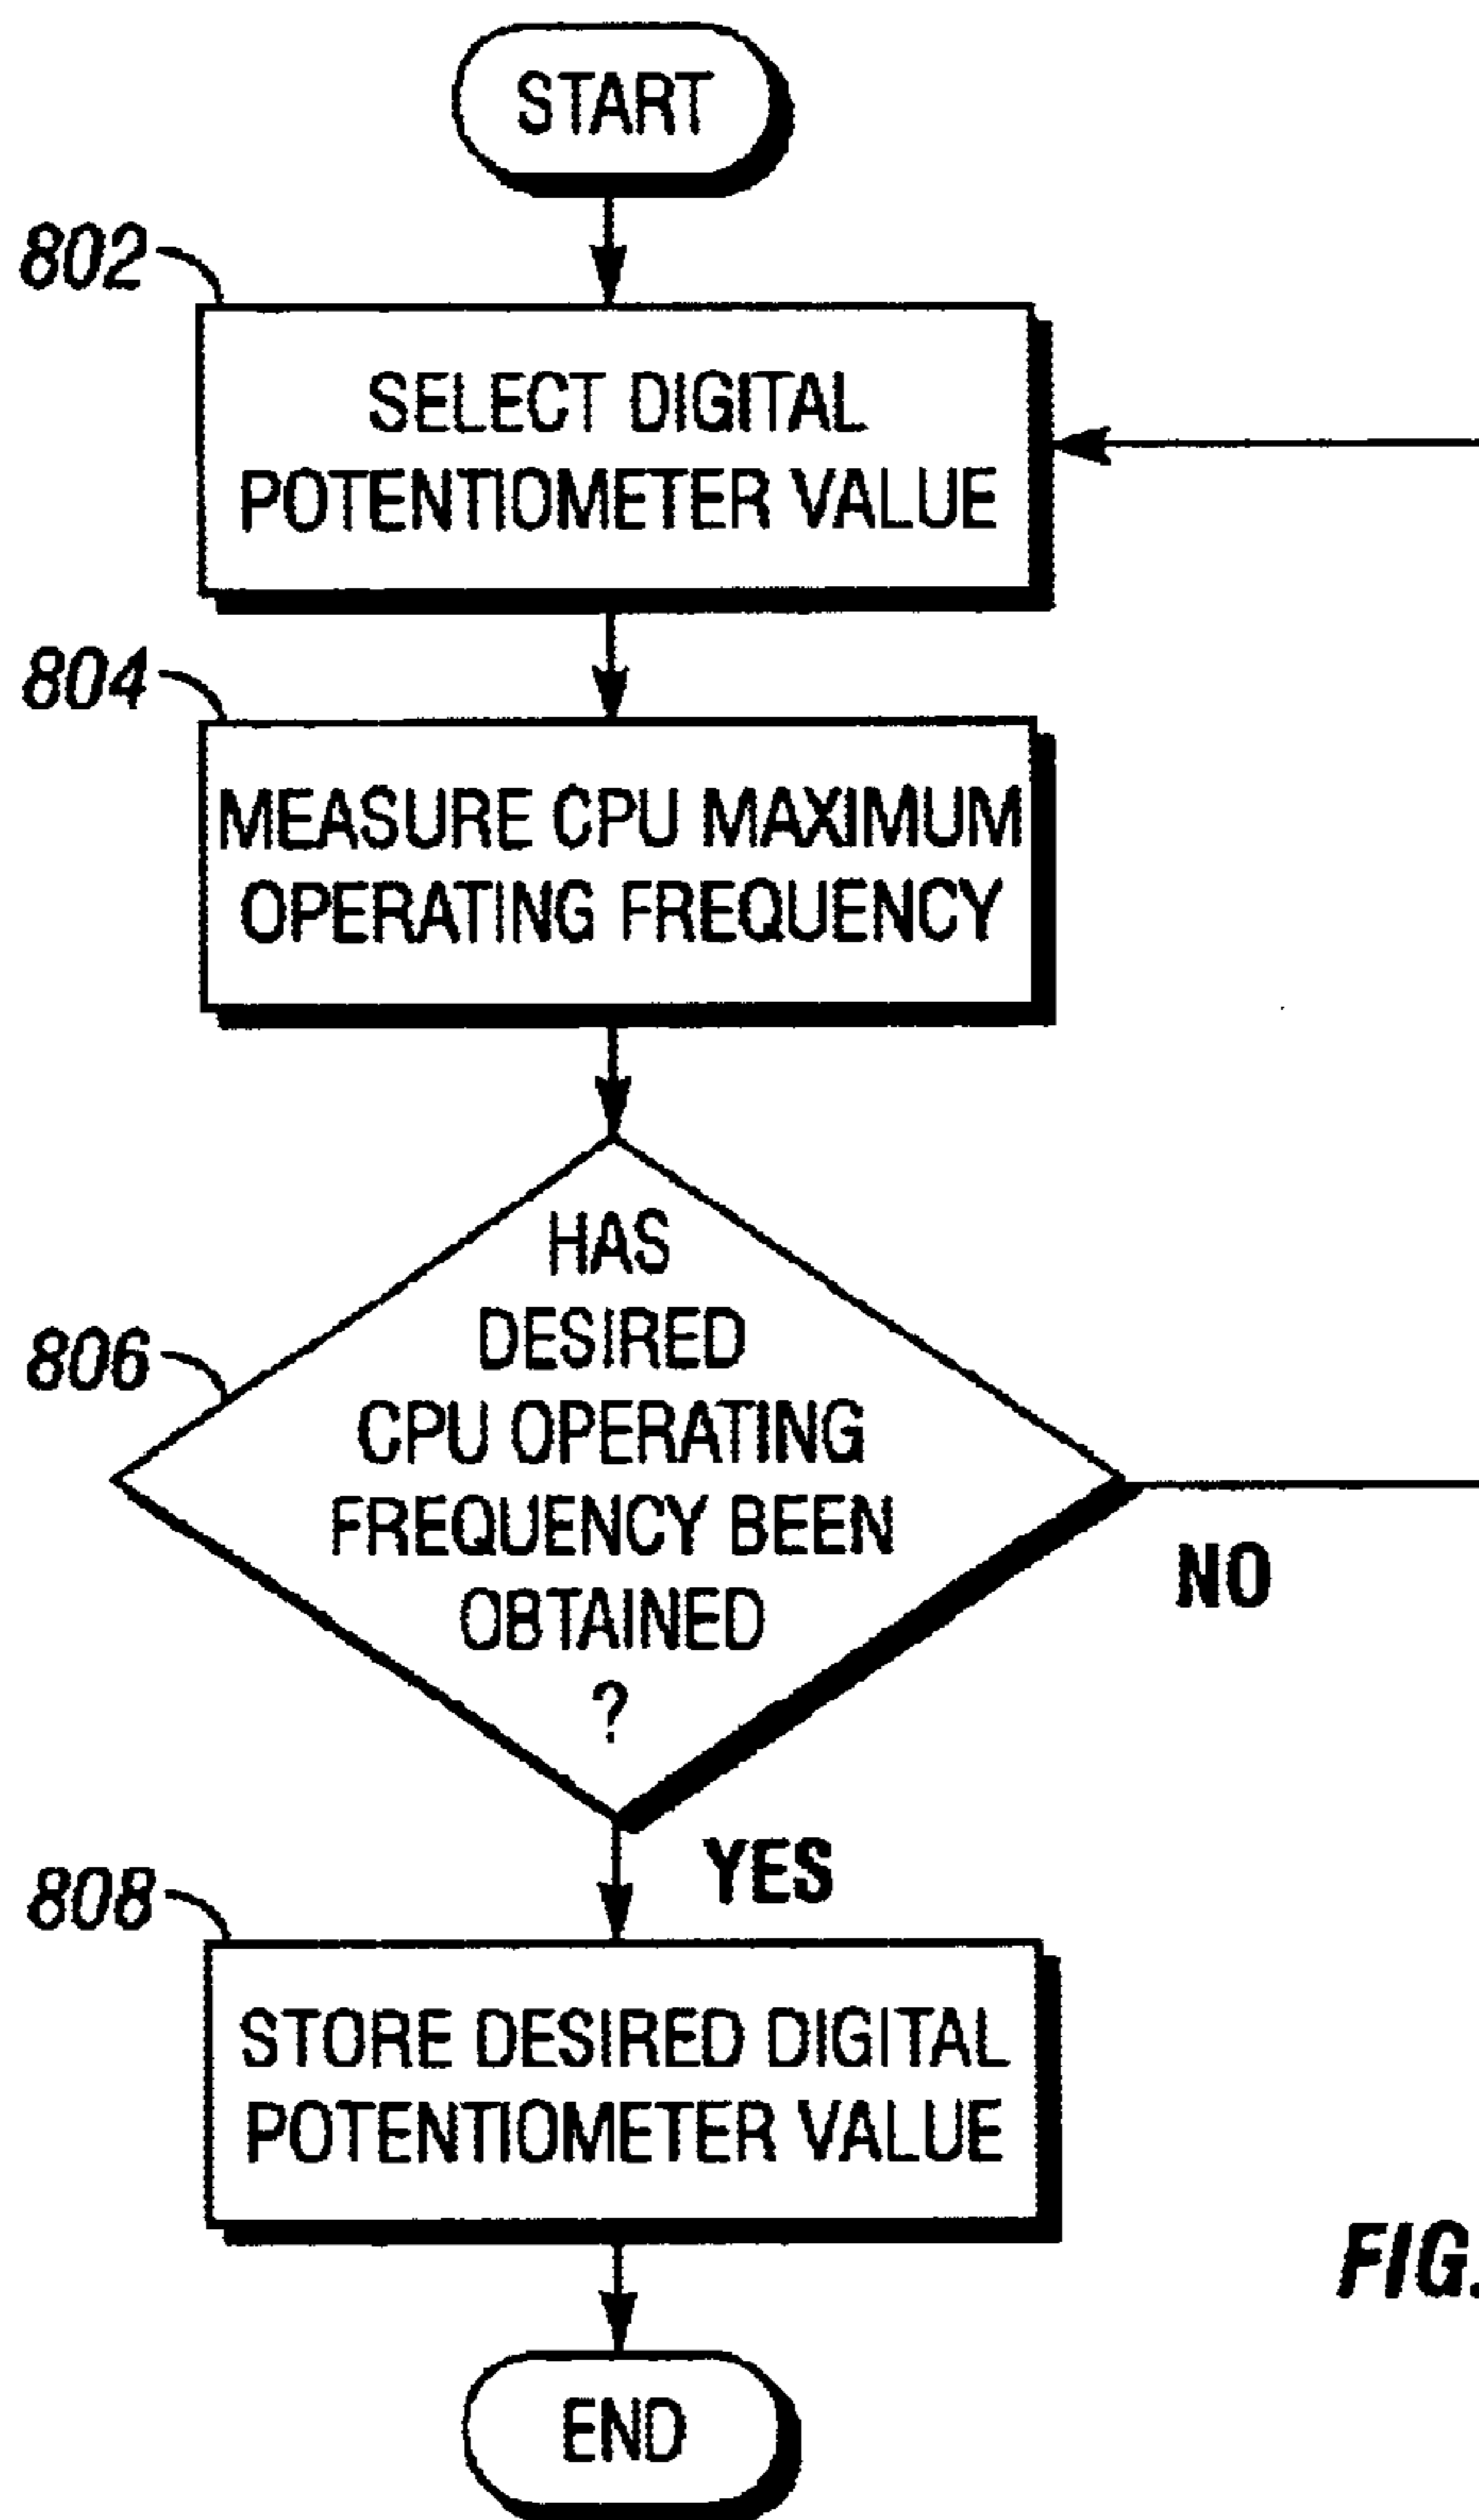 START
802
SELECT DIGITAL
POTENTIOMETER VALUE
804
MEASURE CPU MAXIMUM
OPERATING FREQUENCY
806
HAS
DESIRED
CPU OPERATING
FREQUENCY BEEN
OBTAINED
?
NO
YES
808
STORE DESIRED DIGITAL
POTENTIOMETER VALUE
FIG.
END